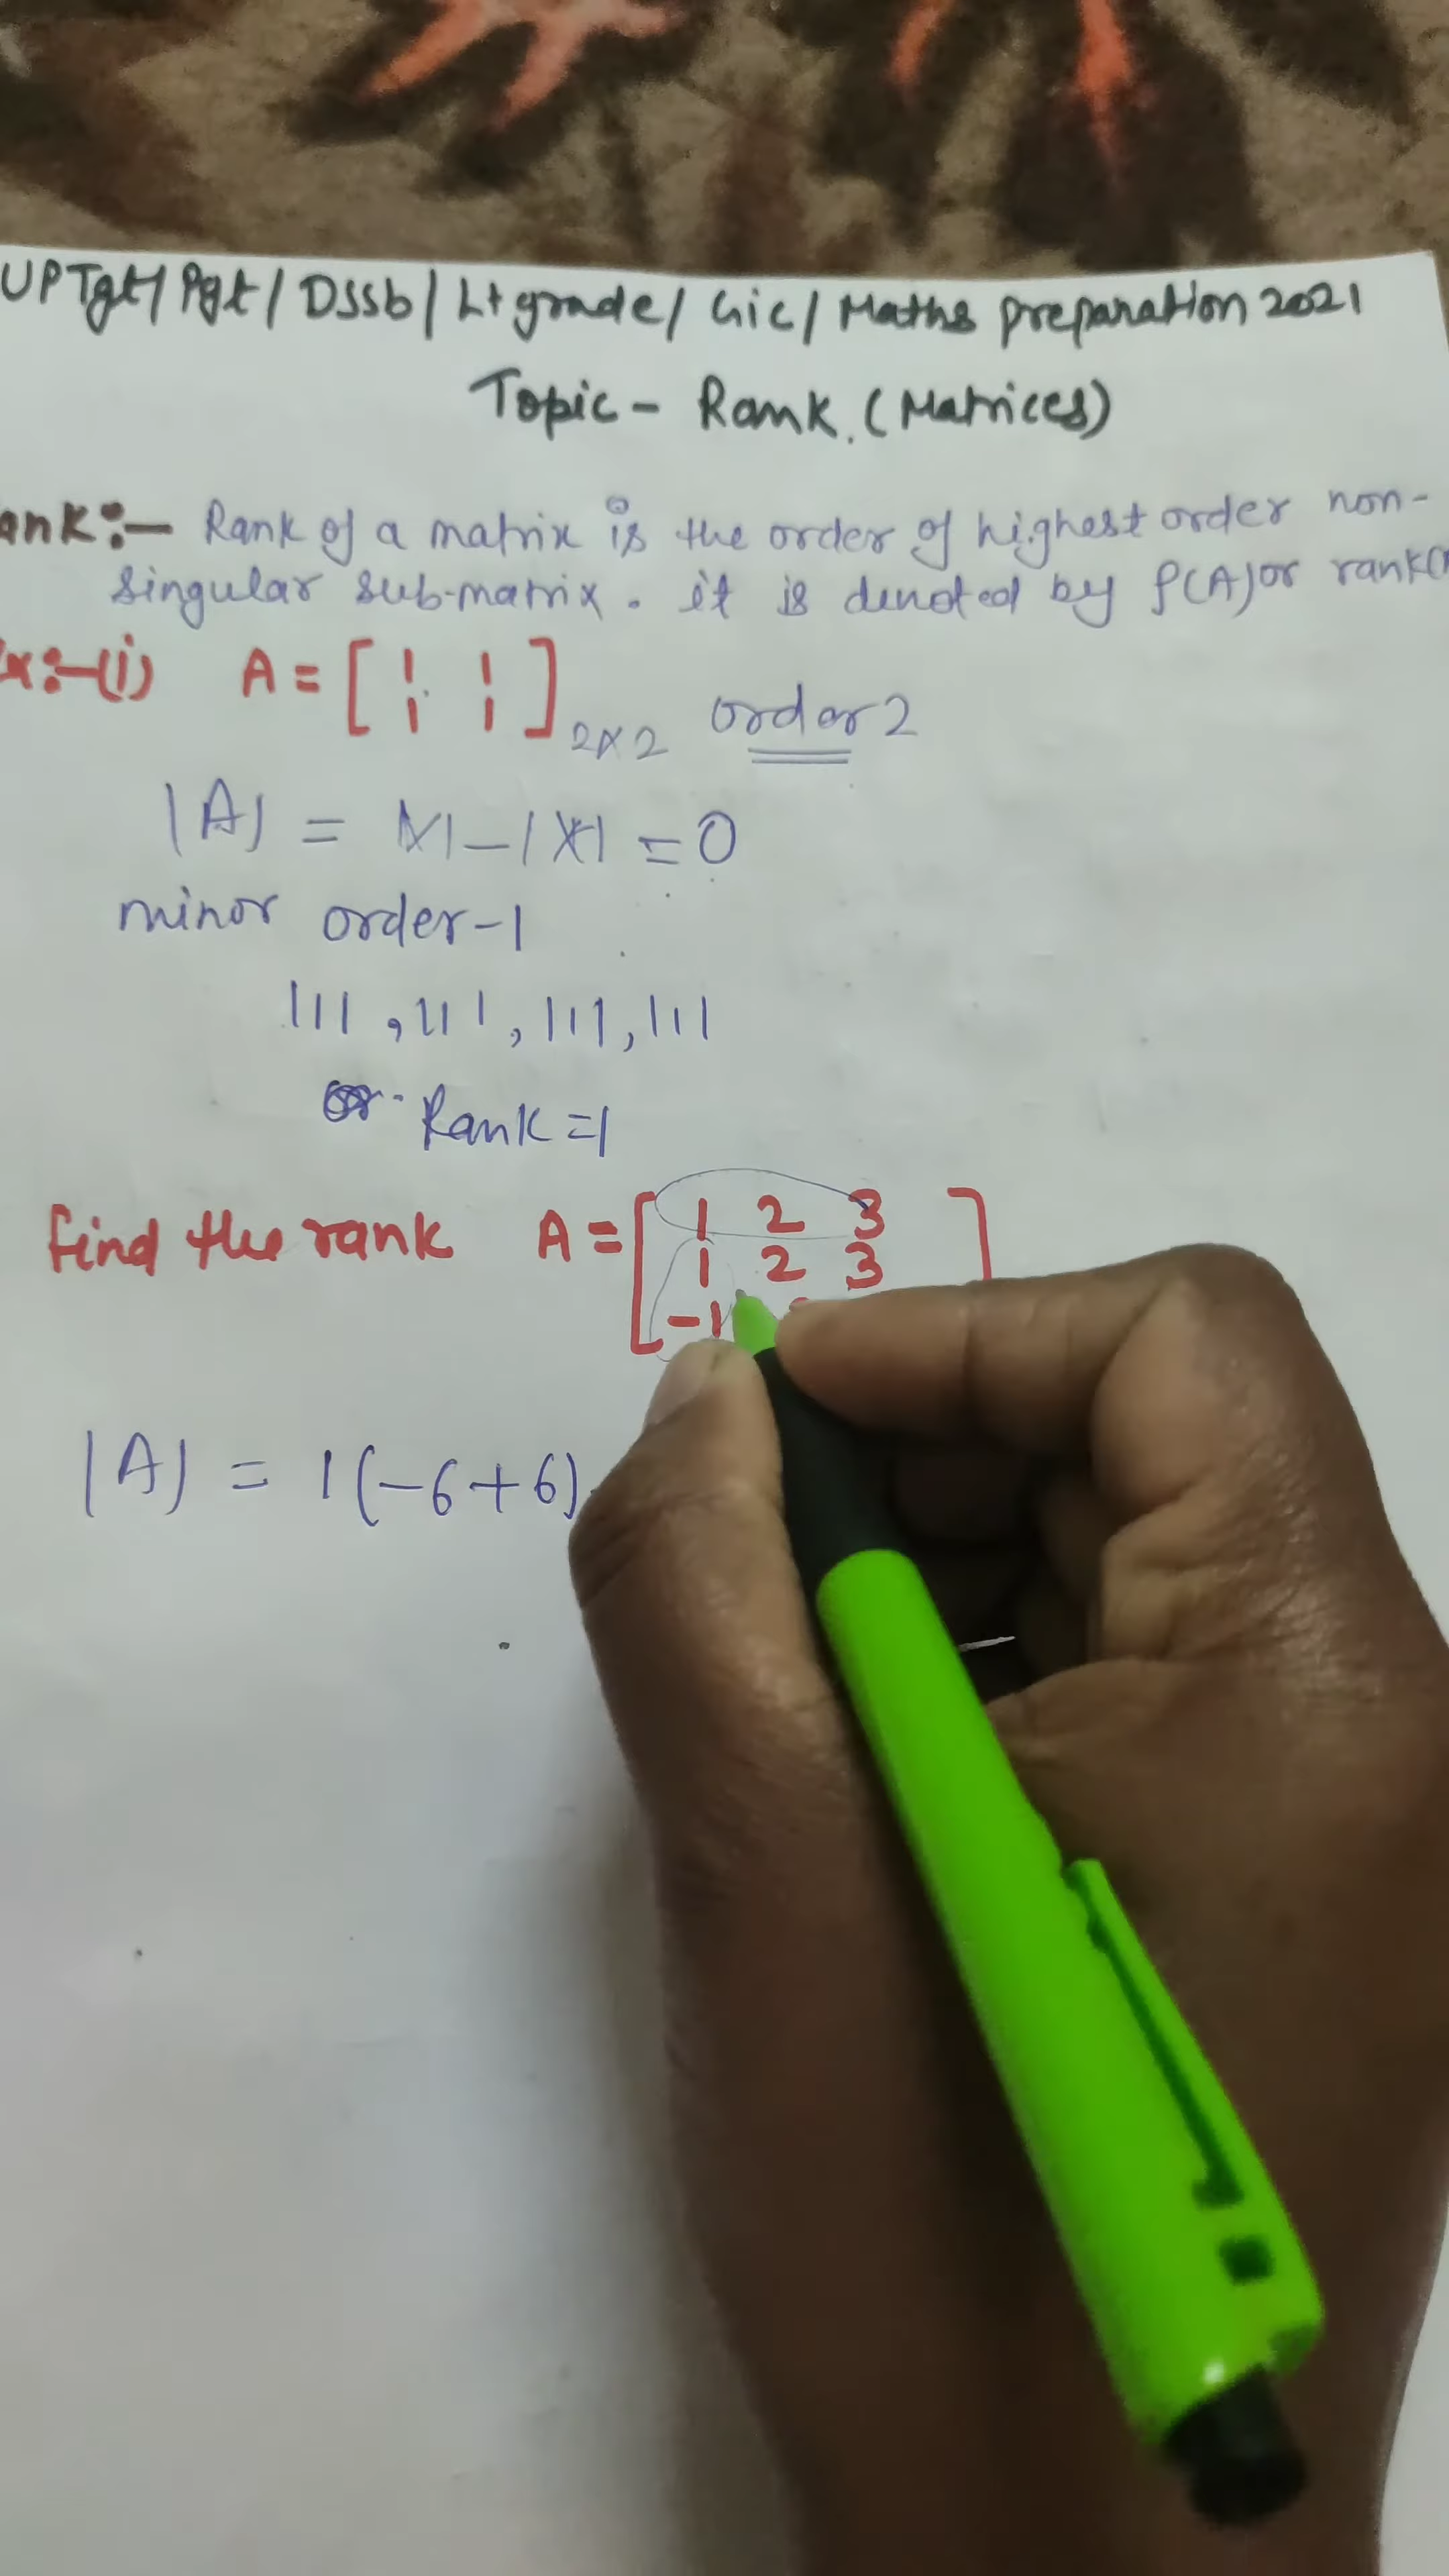 UP Tgt/Pgt/Dssb/Lt grade/Gic/Maths preparation 2021
Topic - Rank. (Matrices)
ank:- Rank of a matrix is the order of highest order non-
singular sub-matrix. it is denoted by ρ(A) or rank(
x:-(i) A = [ 1 1
1 1 ] 2×2 order 2
|A| = 1×1-1×1 = 0
minor order-1
|1|, |1|, |1|, |1|
Rank =1
find the rank A = [ 1 2 3 ]
1 2 3
-1
|A| = 1(-6+6)